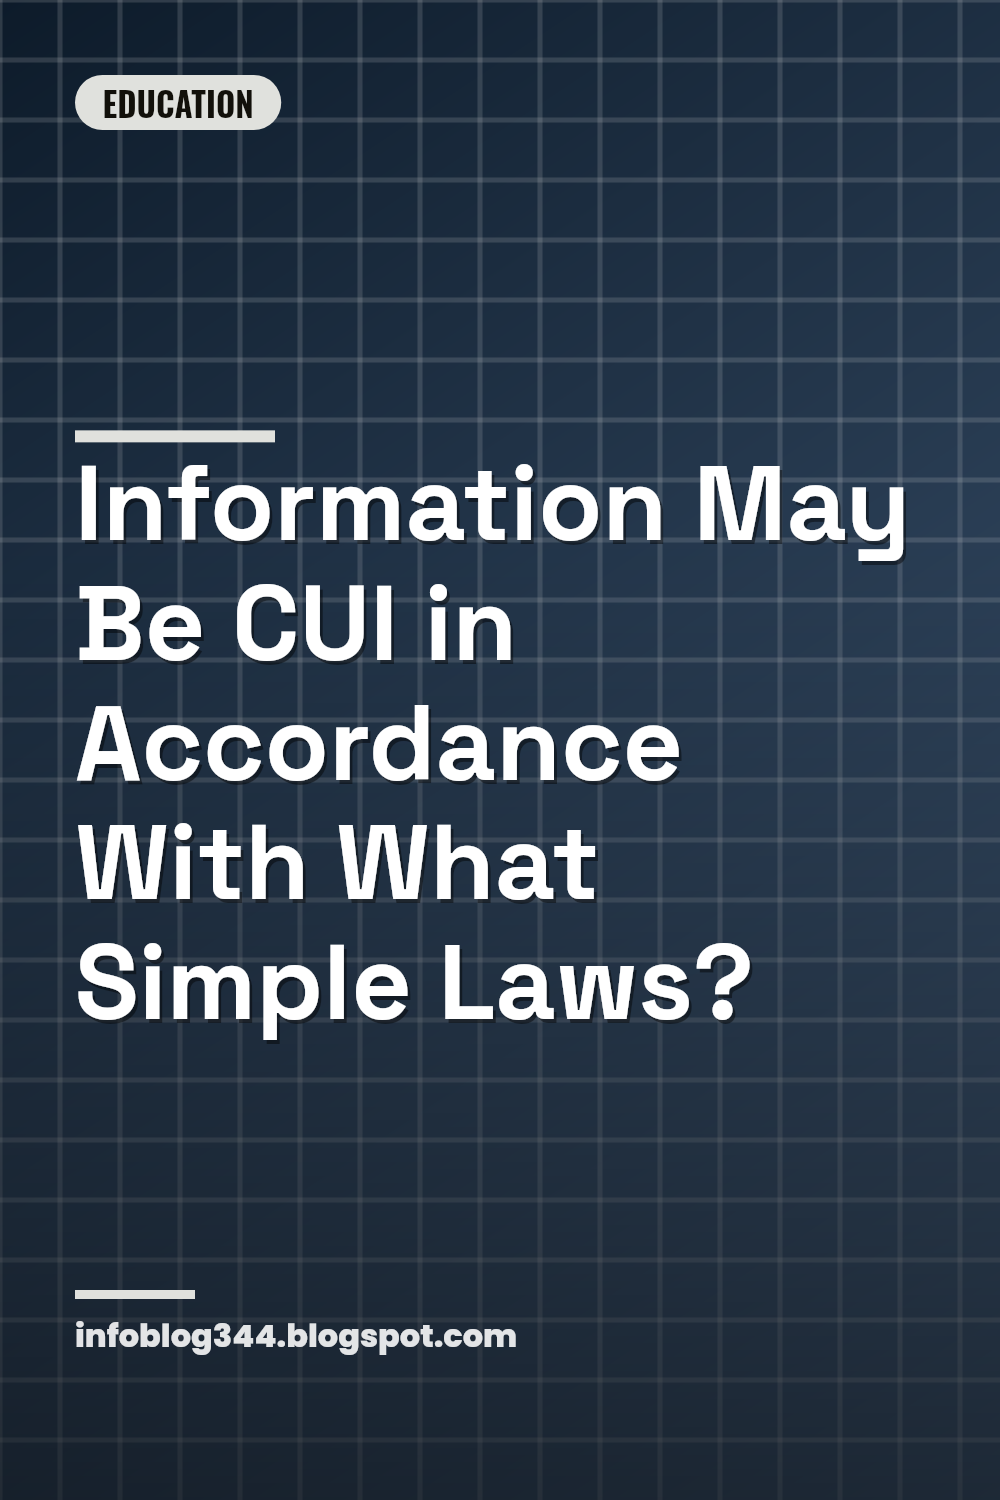 EDUCATION
Information May
Be CUI in
Accordance
With What
Simple Laws?
infoblog344.blogspot.com